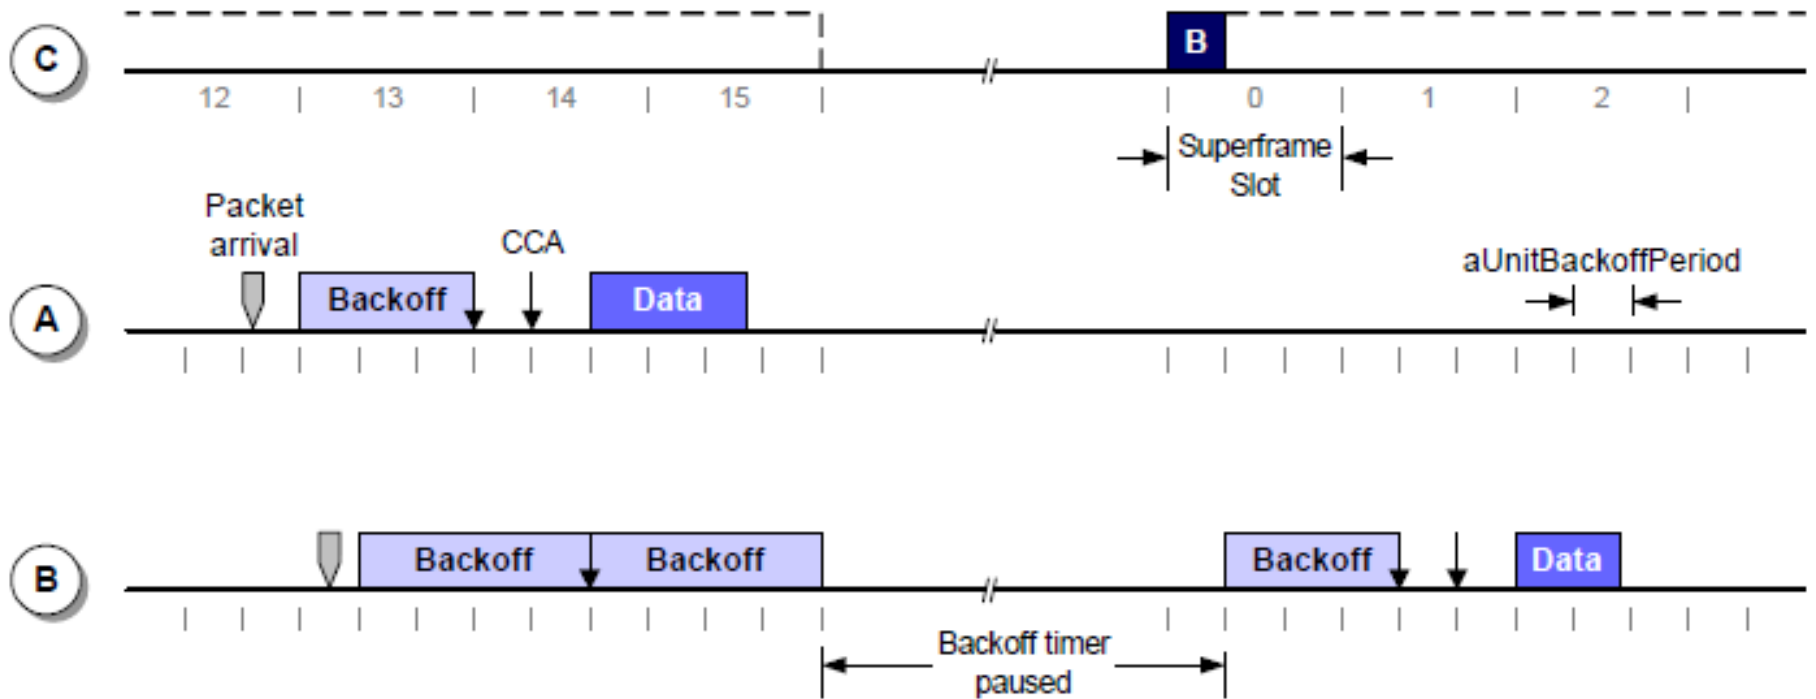 C
B
12 13 14 15 0 1 2
Superframe
Slot
Packet
arrival
CCA
aUnitBackoffPeriod
A
Backoff
Data
B
Backoff
Backoff
Backoff
Data
Backoff timer
paused